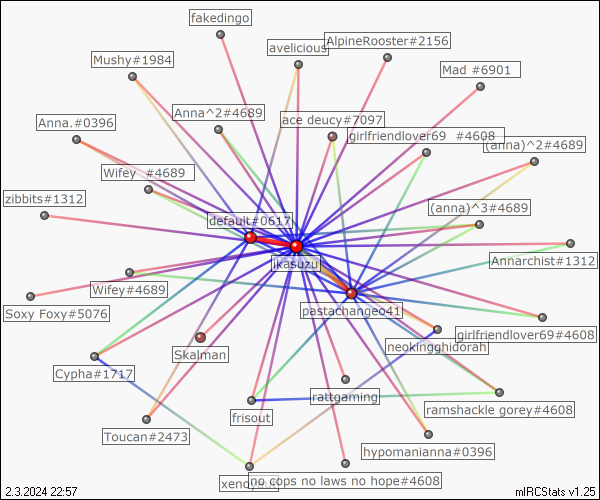 fakedingo
AlpineRooster#2156
avelicious
Mushy#1984
Mad #6901
Anna^2#4689
ace deucy#7097
Anna.#0396
girlfriendlover69 #4608
(anna)^2#4689
Wifey #4689
zibbits#1312
(anna)^3#4689
default#0617
Annarchist#1312
ikasuzu
Wifey#4689
Soxy Foxy#5076
pastachangeo41
girlfriendlover69#4608
neokingghidorah
Skalman
Cypha#1717
rattgaming
ramshackle gorey#4608
frisout
Toucan#2473
hypomanianna#0396
no cops no laws no hope#4608
2.3.2024 22:57
mIRCStats v1.25